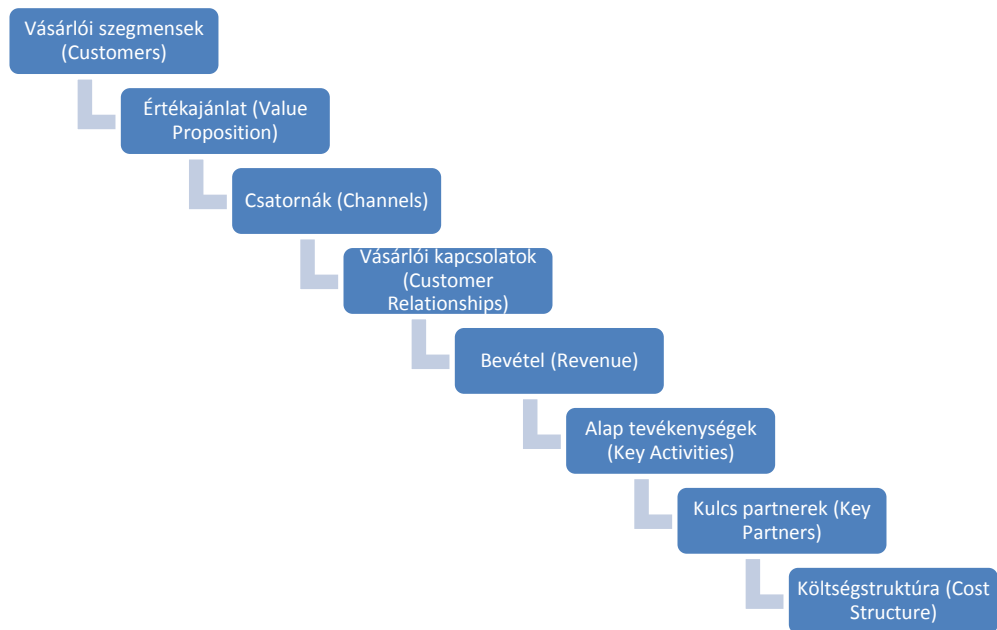 Vásárlói szegmensek
(Customers)
Értékajánlat (Value
Proposition)
Csatornák (Channels)
Vásárlói kapcsolatok
(Customer
Relationships)
Bevétel (Revenue)
Alap tevékenységek
(Key Activities)
Kulcs partnerek (Key
Partners)
Költségstruktúra (Cost
Structure)